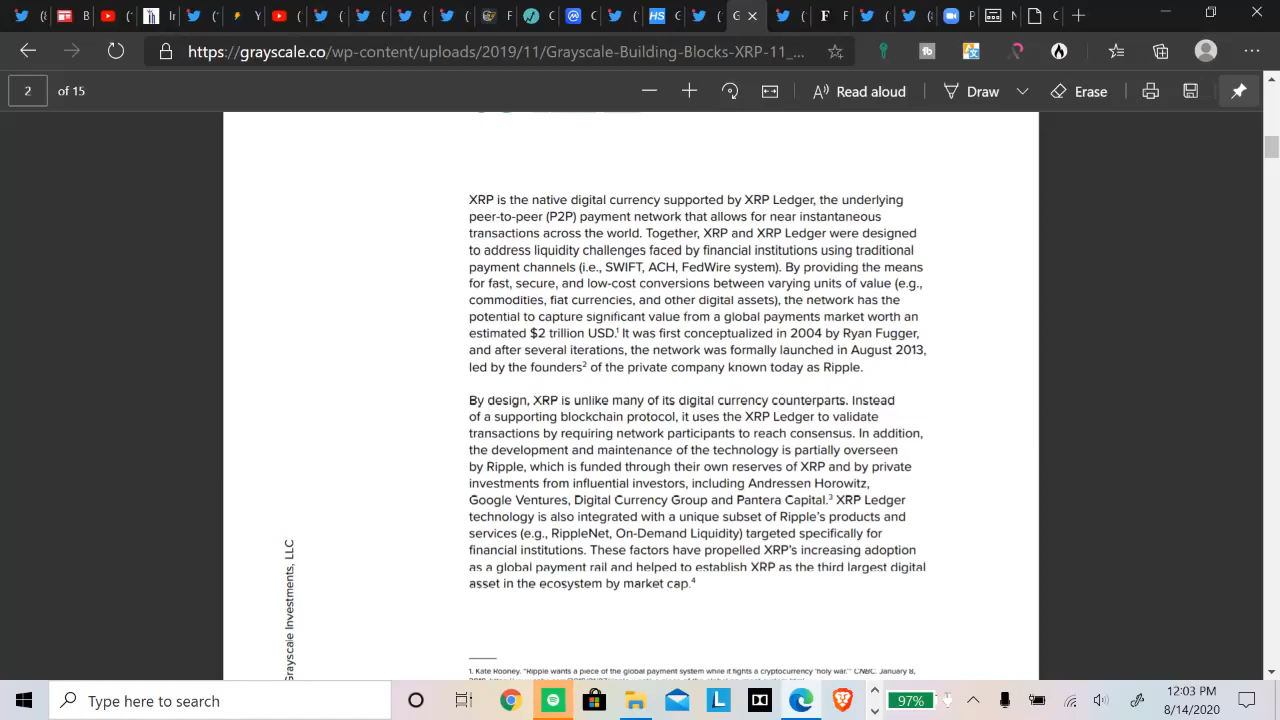 https://grayscale.co/wp-content/uploads/2019/11/Grayscale-Building-Blocks-XRP-11_...
2 of 15
Read aloud
Draw
Erase
XRP is the native digital currency supported by XRP Ledger, the underlying
peer-to-peer (P2P) payment network that allows for near instantaneous
transactions across the world. Together, XRP and XRP Ledger were designed
to address liquidity challenges faced by financial institutions using traditional
payment channels (i.e., SWIFT, ACH, FedWire system). By providing the means
for fast, secure, and low-cost conversions between varying units of value (e.g.,
commodities, fiat currencies, and other digital assets), the network has the
potential to capture significant value from a global payments market worth an
estimated $2 trillion USD.¹ It was first conceptualized in 2004 by Ryan Fugger,
and after several iterations, the network was formally launched in August 2013,
led by the founders² of the private company known today as Ripple.
By design, XRP is unlike many of its digital currency counterparts. Instead
of a supporting blockchain protocol, it uses the XRP Ledger to validate
transactions by requiring network participants to reach consensus. In addition,
the development and maintenance of the technology is partially overseen
by Ripple, which is funded through their own reserves of XRP and by private
investments from influential investors, including Andressen Horowitz,
Google Ventures, Digital Currency Group and Pantera Capital.³ XRP Ledger
technology is also integrated with a unique subset of Ripple's products and
services (e.g., RippleNet, On-Demand Liquidity) targeted specifically for
financial institutions. These factors have propelled XRP's increasing adoption
as a global payment rail and helped to establish XRP as the third largest digital
asset in the ecosystem by market cap.⁴
Grayscale Investments, LLC
1. Kate Rooney. "Ripple wants a piece of the global payment system while it fights a cryptocurrency 'holy war.'" CNBC. January 8,
Type here to search
97%
12:03 PM
8/14/2020